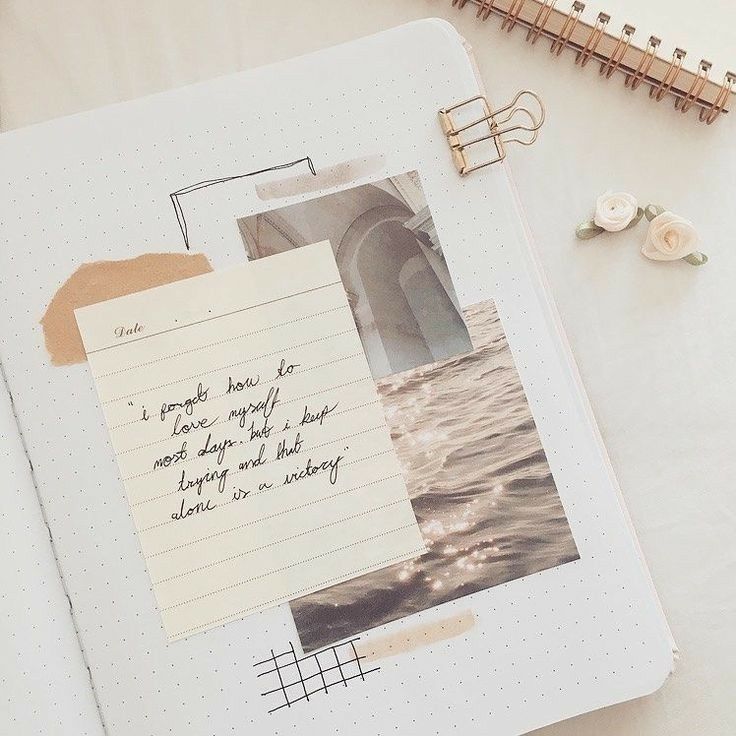 Date
"i forget how to
love myself
most days. but i keep
trying and that
alone is a victory."